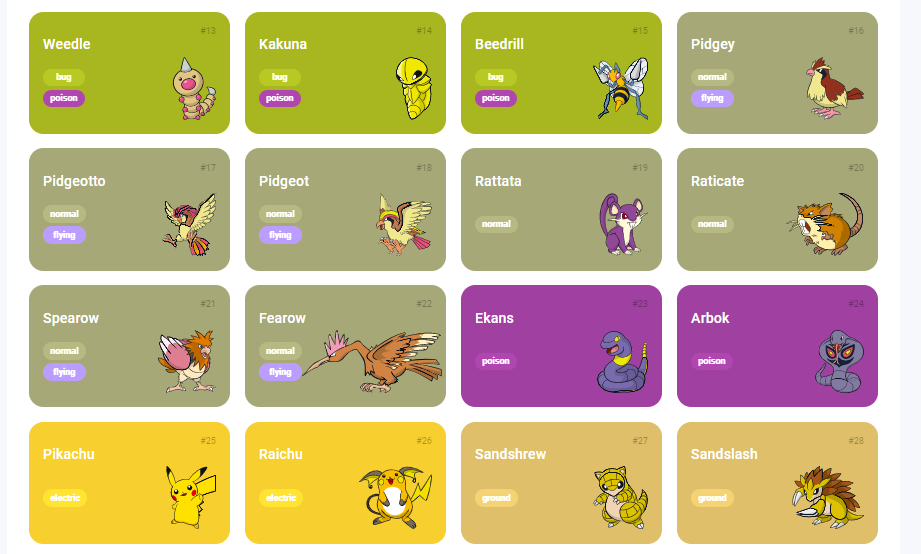 #13
Weedle
bug
poison
#14
Kakuna
bug
poison
#15
Beedrill
bug
poison
#16
Pidgey
normal
flying
#17
Pidgeotto
normal
flying
#18
Pidgeot
normal
flying
#19
Rattata
normal
#20
Raticate
normal
#21
Spearow
normal
flying
#22
Fearow
normal
flying
#23
Ekans
poison
#24
Arbok
poison
#25
Pikachu
electric
#26
Raichu
electric
#27
Sandshrew
ground
#28
Sandslash
ground